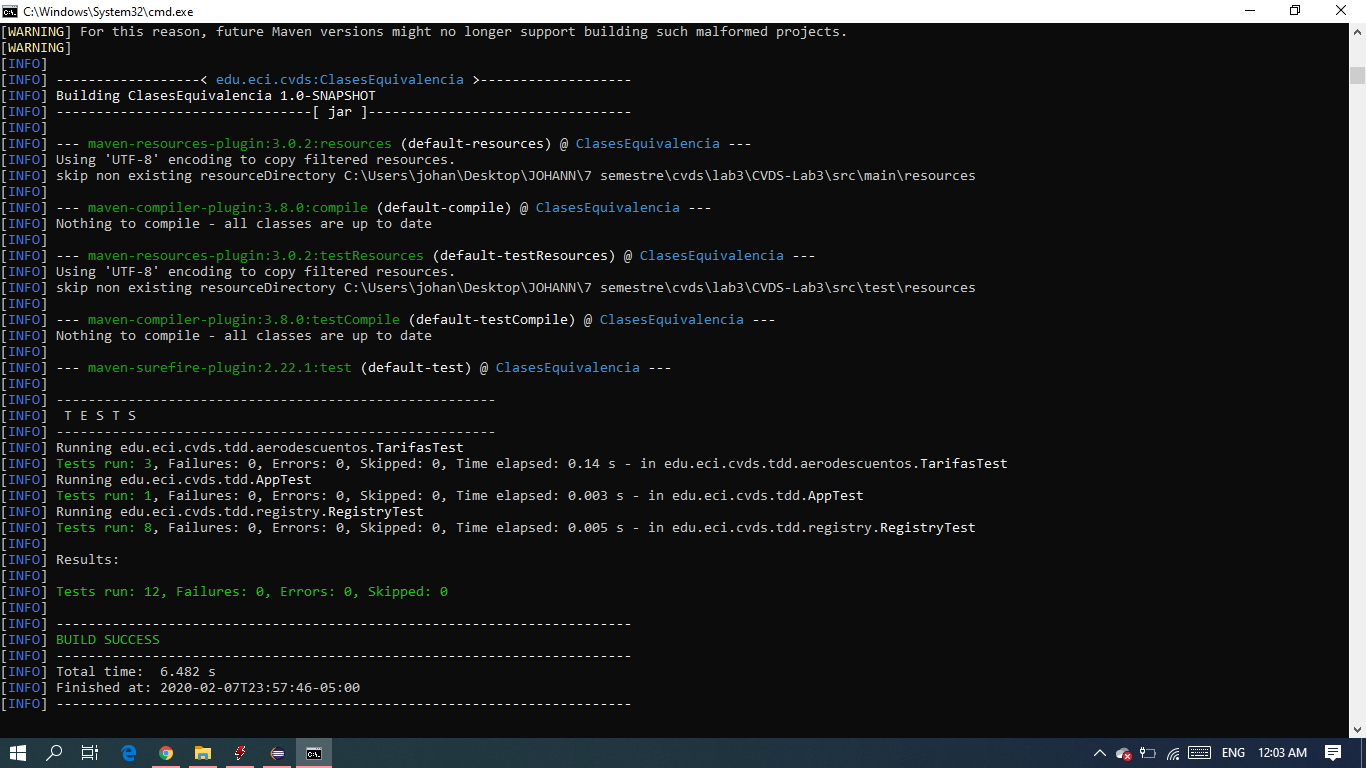 C:\Windows\System32\cmd.exe
[WARNING] For this reason, future Maven versions might no longer support building such malformed projects.
[WARNING]
[INFO]
[INFO] ------------------< edu.eci.cvds:ClasesEquivalencia >-------------------
[INFO] Building ClasesEquivalencia 1.0-SNAPSHOT
[INFO] --------------------------------[ jar ]---------------------------------
[INFO]
[INFO] --- maven-resources-plugin:3.0.2:resources (default-resources) @ ClasesEquivalencia ---
[INFO] Using 'UTF-8' encoding to copy filtered resources.
[INFO] skip non existing resourceDirectory C:\Users\johan\Desktop\JOHANN\7 semestre\cvds\lab3\CVDS-Lab3\src\main\resources
[INFO]
[INFO] --- maven-compiler-plugin:3.8.0:compile (default-compile) @ ClasesEquivalencia ---
[INFO] Nothing to compile - all classes are up to date
[INFO]
[INFO] --- maven-resources-plugin:3.0.2:testResources (default-testResources) @ ClasesEquivalencia ---
[INFO] Using 'UTF-8' encoding to copy filtered resources.
[INFO] skip non existing resourceDirectory C:\Users\johan\Desktop\JOHANN\7 semestre\cvds\lab3\CVDS-Lab3\src\test\resources
[INFO]
[INFO] --- maven-compiler-plugin:3.8.0:testCompile (default-testCompile) @ ClasesEquivalencia ---
[INFO] Nothing to compile - all classes are up to date
[INFO]
[INFO] --- maven-surefire-plugin:2.22.1:test (default-test) @ ClasesEquivalencia ---
[INFO]
[INFO] -------------------------------------------------------
[INFO]  T E S T S
[INFO] -------------------------------------------------------
[INFO] Running edu.eci.cvds.tdd.aerodescuentos.TarifasTest
[INFO] Tests run: 3, Failures: 0, Errors: 0, Skipped: 0, Time elapsed: 0.14 s - in edu.eci.cvds.tdd.aerodescuentos.TarifasTest
[INFO] Running edu.eci.cvds.tdd.AppTest
[INFO] Tests run: 1, Failures: 0, Errors: 0, Skipped: 0, Time elapsed: 0.003 s - in edu.eci.cvds.tdd.AppTest
[INFO] Running edu.eci.cvds.tdd.registry.RegistryTest
[INFO] Tests run: 8, Failures: 0, Errors: 0, Skipped: 0, Time elapsed: 0.005 s - in edu.eci.cvds.tdd.registry.RegistryTest
[INFO]
[INFO] Results:
[INFO]
[INFO] Tests run: 12, Failures: 0, Errors: 0, Skipped: 0
[INFO]
[INFO] ------------------------------------------------------------------------
[INFO] BUILD SUCCESS
[INFO] ------------------------------------------------------------------------
[INFO] Total time:  6.482 s
[INFO] Finished at: 2020-02-07T23:57:46-05:00
[INFO] ------------------------------------------------------------------------
ENG 12:03 AM